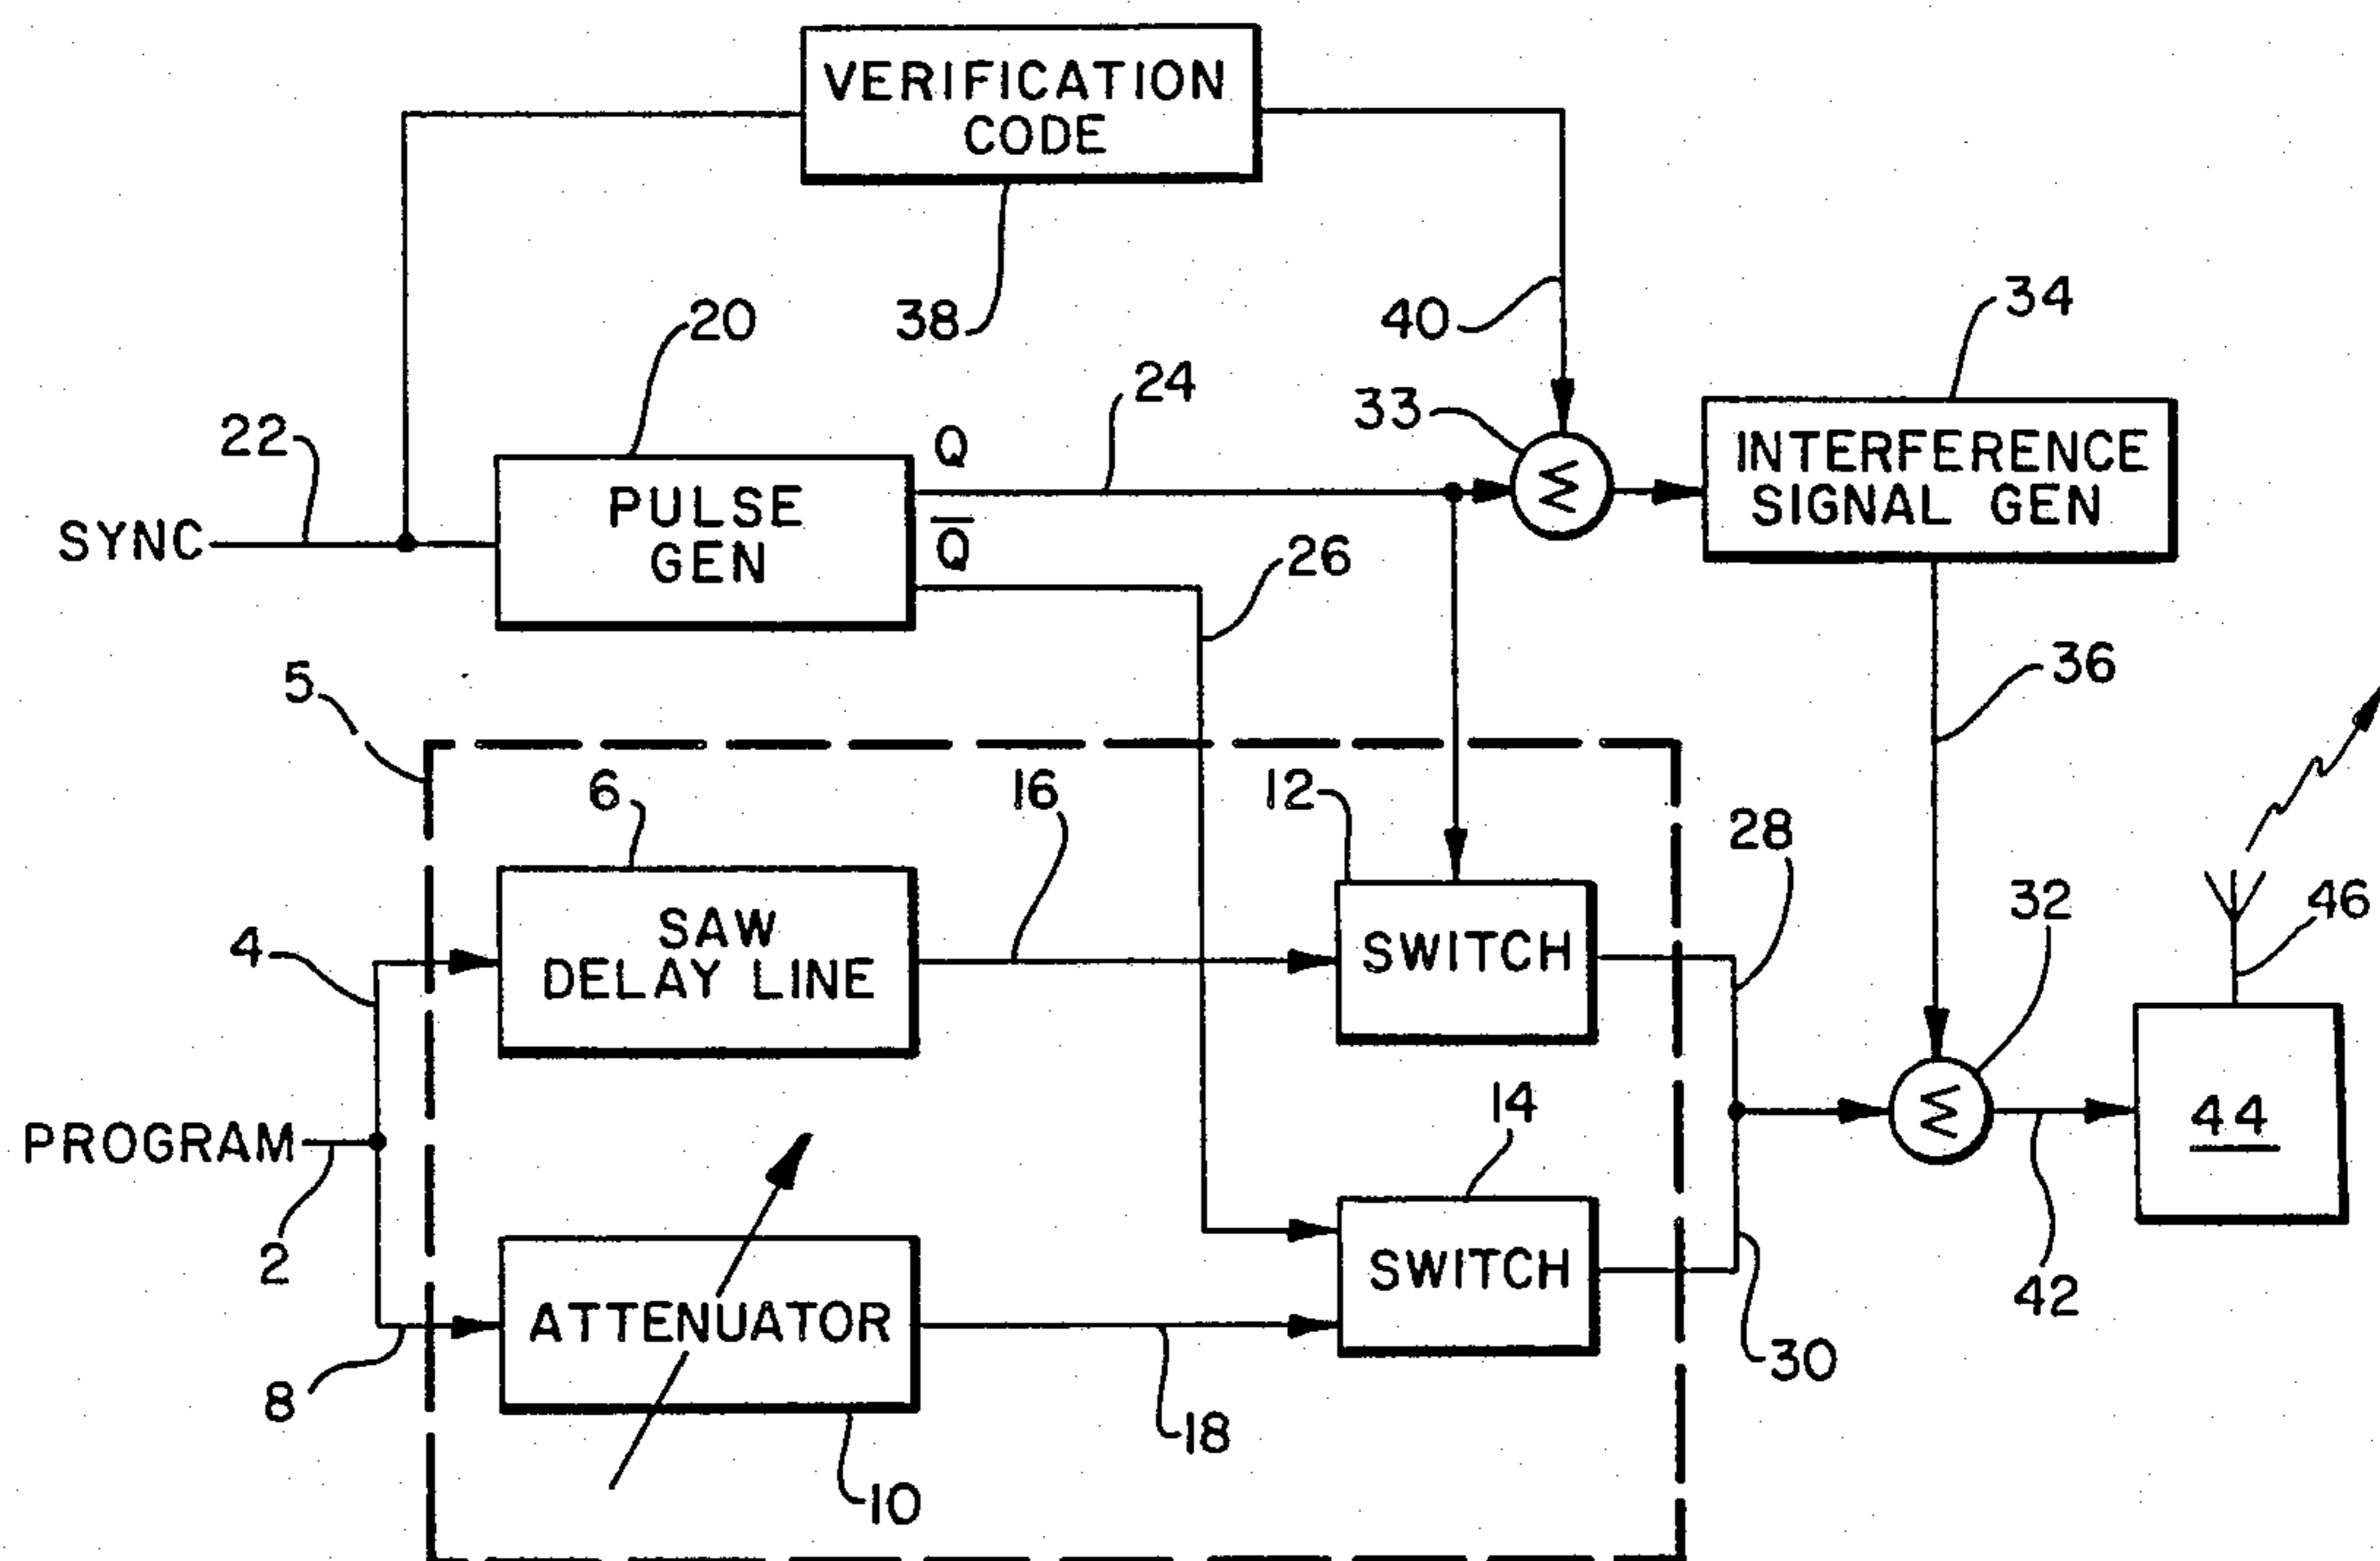 VERIFICATION
CODE
38
40
34
20
24
33
22
Q
INTERFERENCE
SIGNAL GEN
PULSE
GEN
SYNC
Q̅
26
36
5
6
16
12
28
46
32
4
SAW
DELAY LINE
SWITCH
14
44
PROGRAM
2
SWITCH
42
ATTENUATOR
30
8
18
10
Σ
Σ